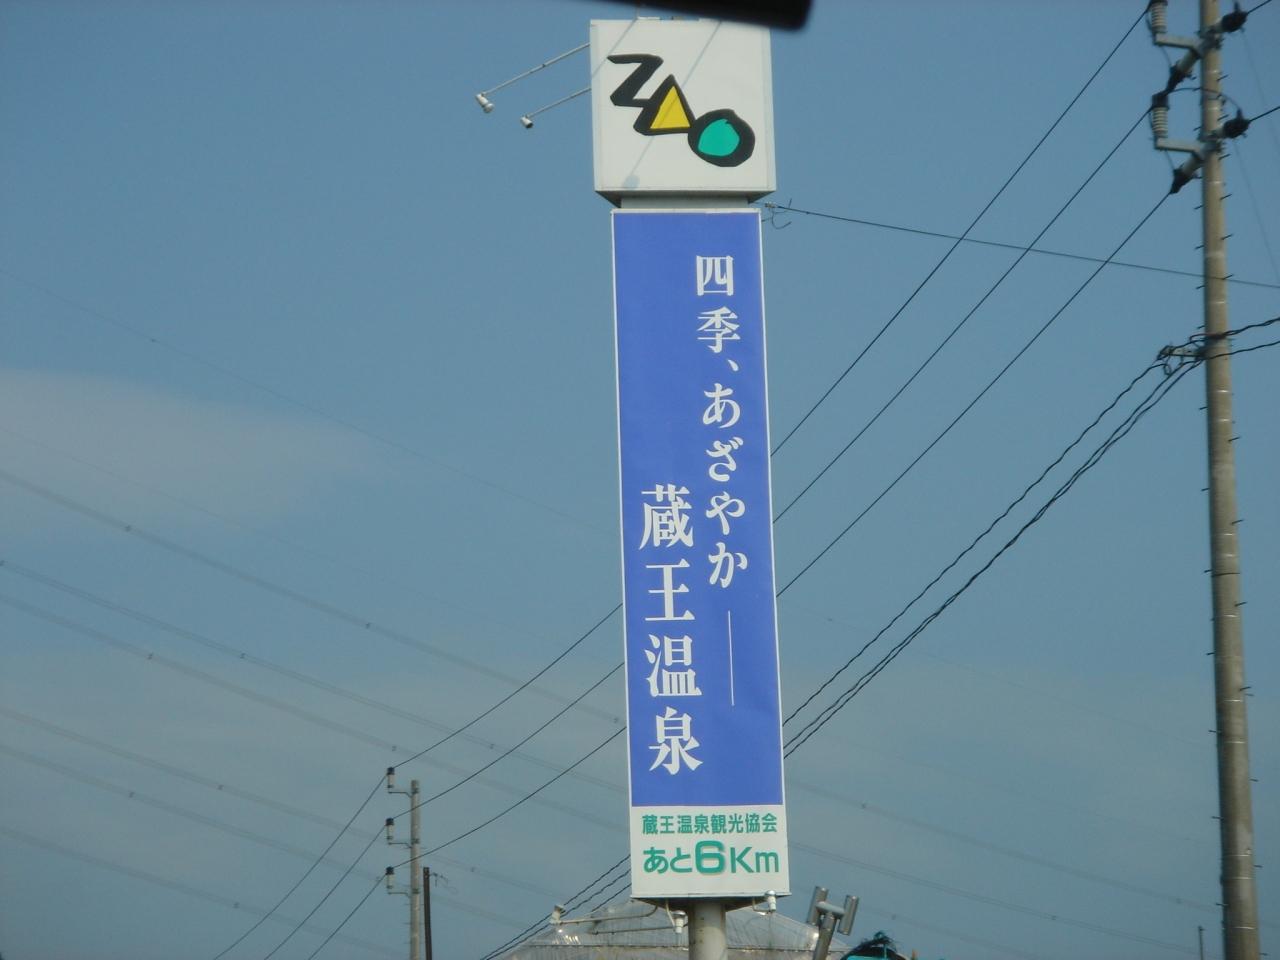 ZAO
四季、あざやか――
蔵王温泉
蔵王温泉観光協会
あと6Km